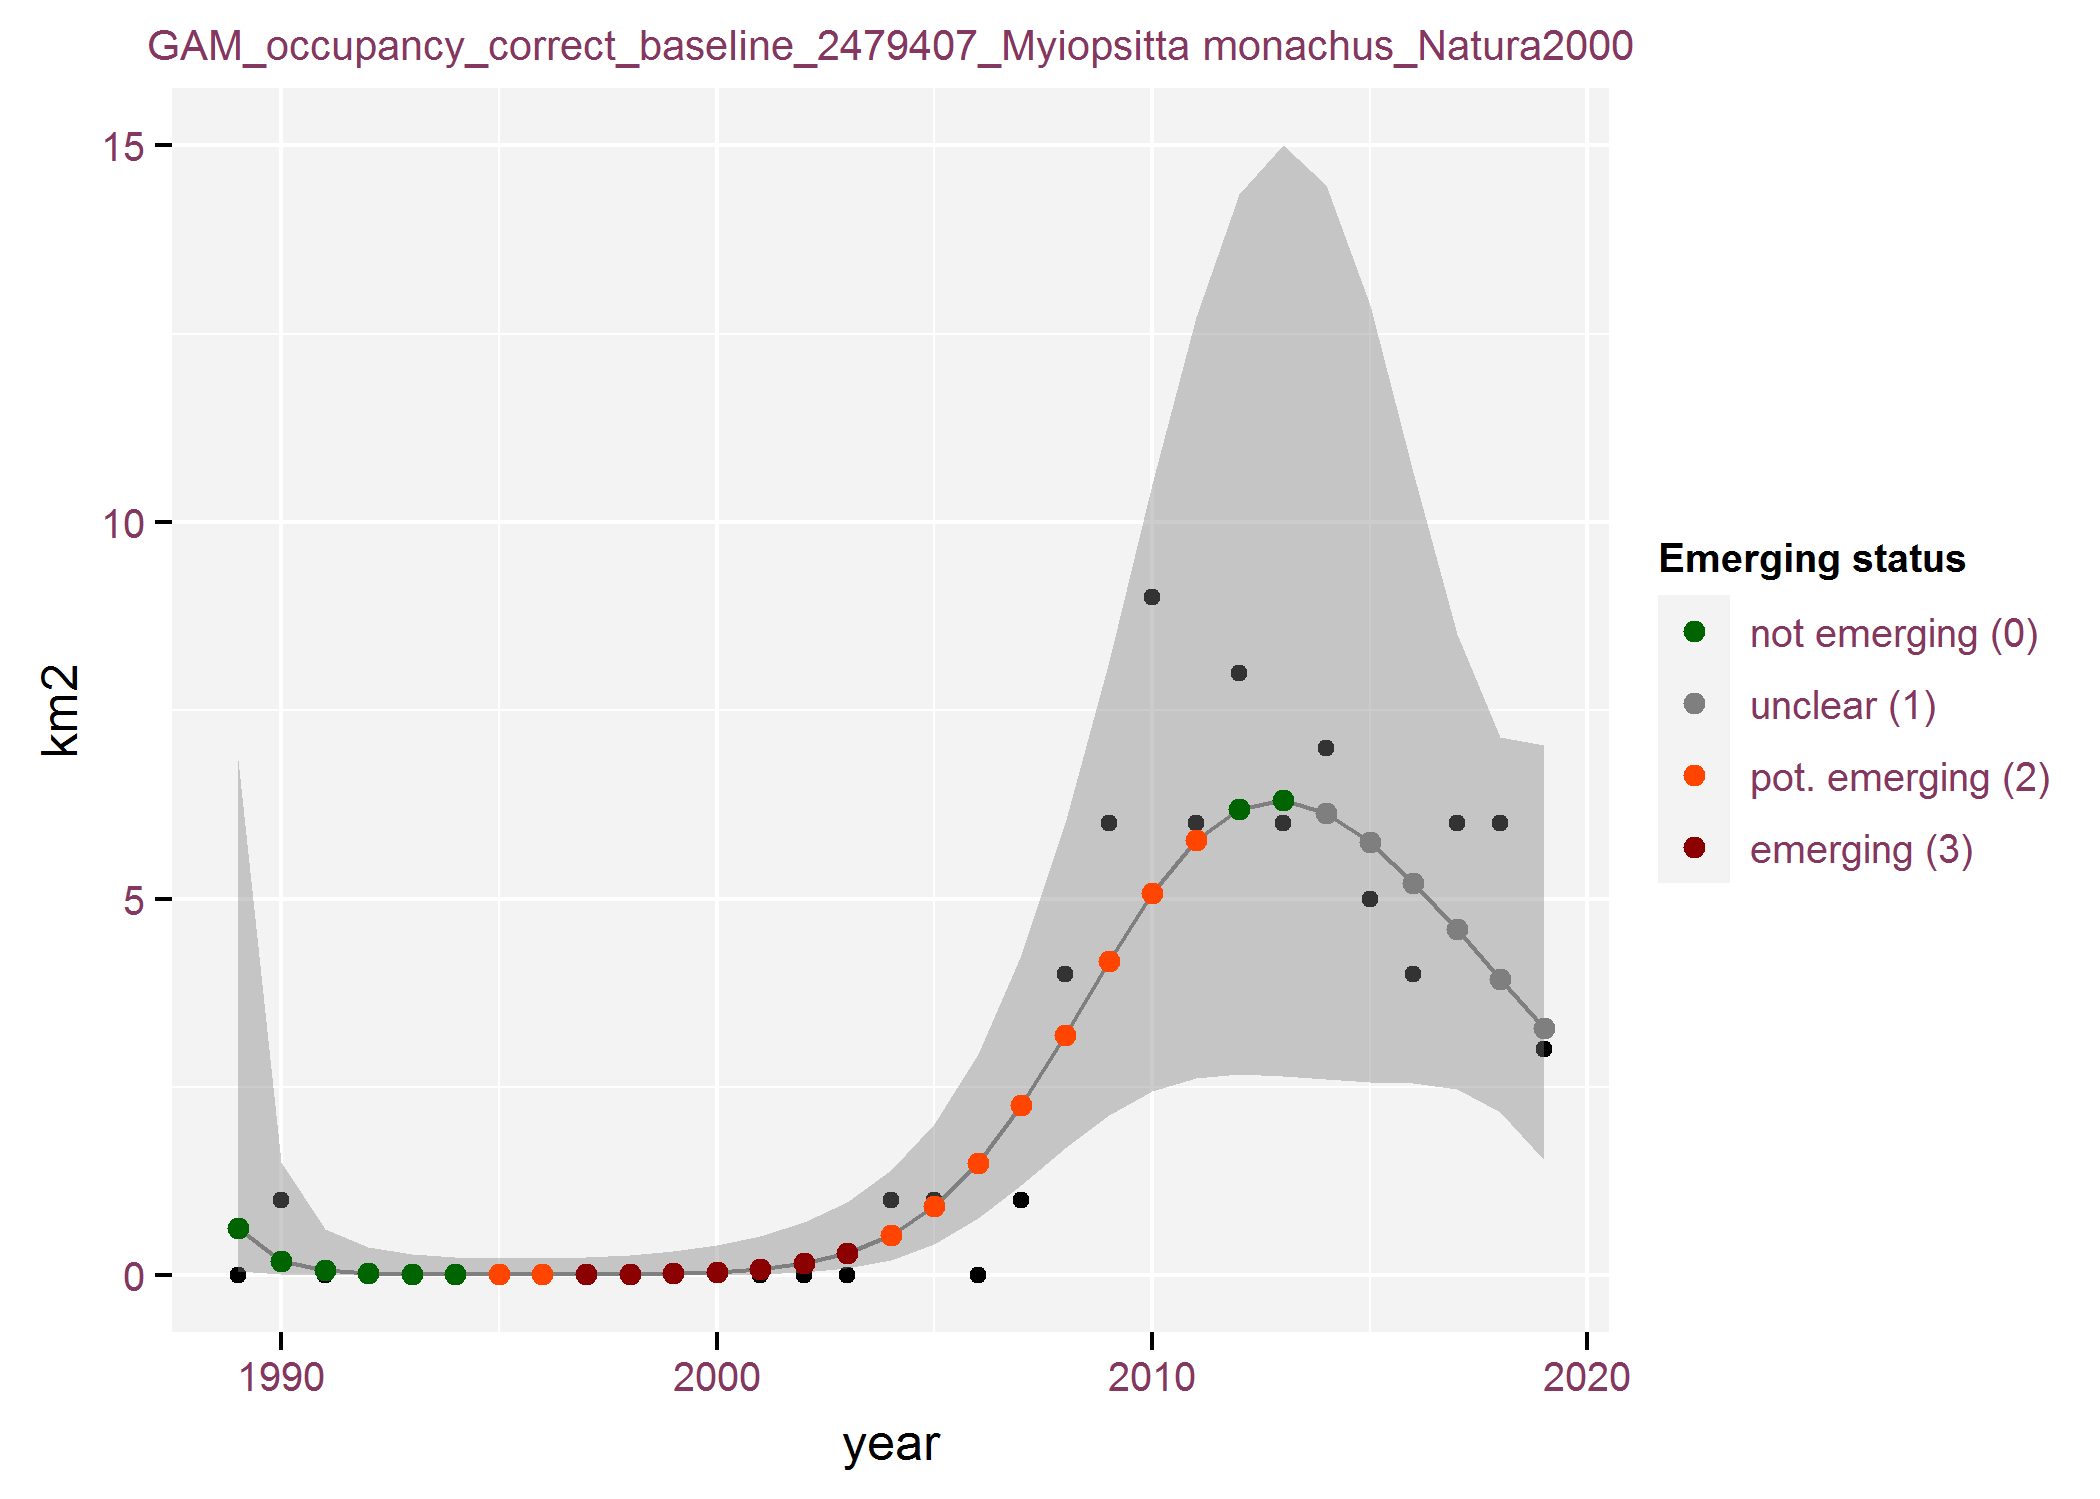 GAM_occupancy_correct_baseline_2479407_Myiopsitta monachus_Natura2000
15
10
5
0
km2
1990
2000
2010
2020
year
Emerging status
not emerging (0)
unclear (1)
pot. emerging (2)
emerging (3)